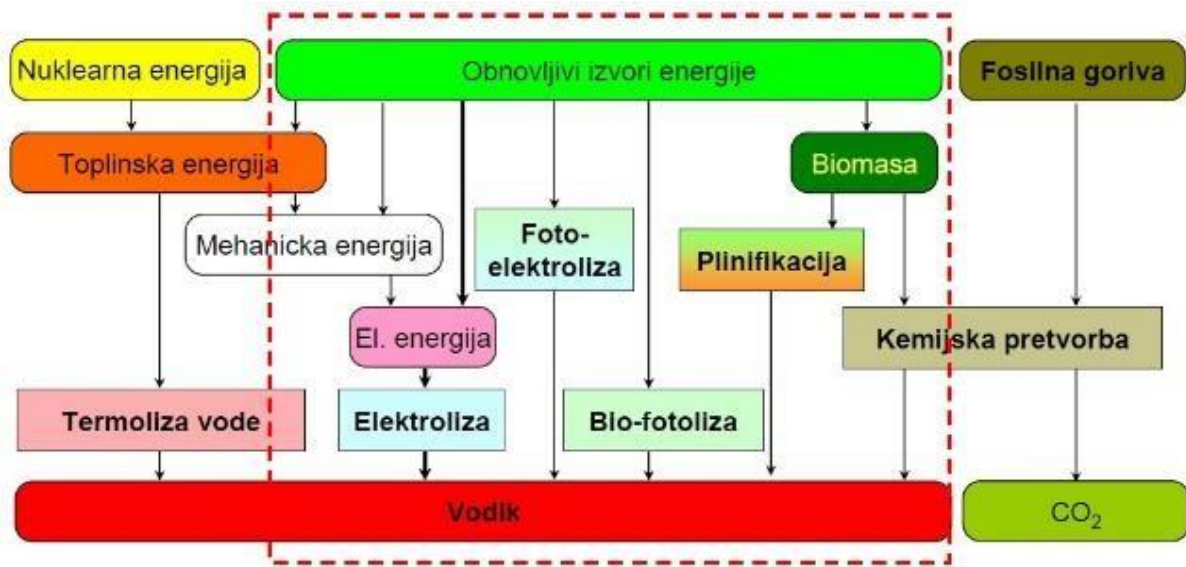 Nuklearna energija
Obnovljivi izvori energije
Fosilna goriva
Toplinska energija
Biomasa
Mehanicka energija
Foto-
elektroliza
Plinifikacija
El. energija
Kemijska pretvorba
Termoliza vode
Elektroliza
Bio-fotoliza
Vodik
CO₂